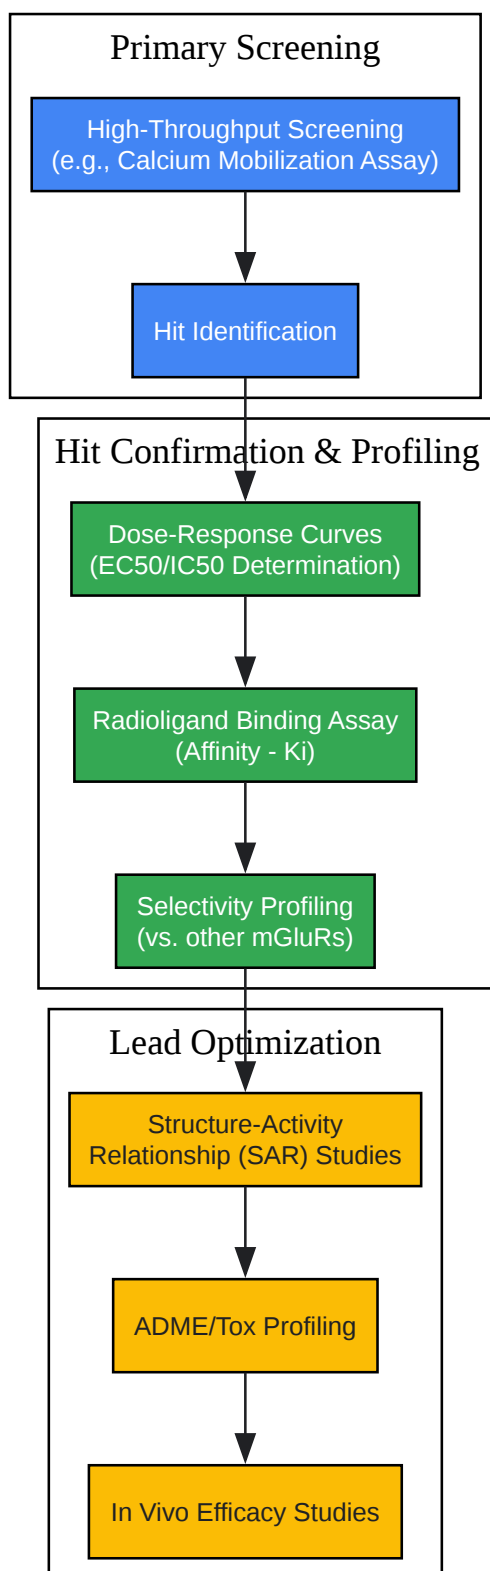 Primary Screening
High-Throughput Screening
(e.g., Calcium Mobilization Assay)
Hit Identification
Hit Confirmation & Profiling
Dose-Response Curves
(EC50/IC50 Determination)
Radioligand Binding Assay
(Affinity - Ki)
Selectivity Profiling
(vs. other mGluRs)
Lead Optimization
Structure-Activity
Relationship (SAR) Studies
ADME/Tox Profiling
In Vivo Efficacy Studies